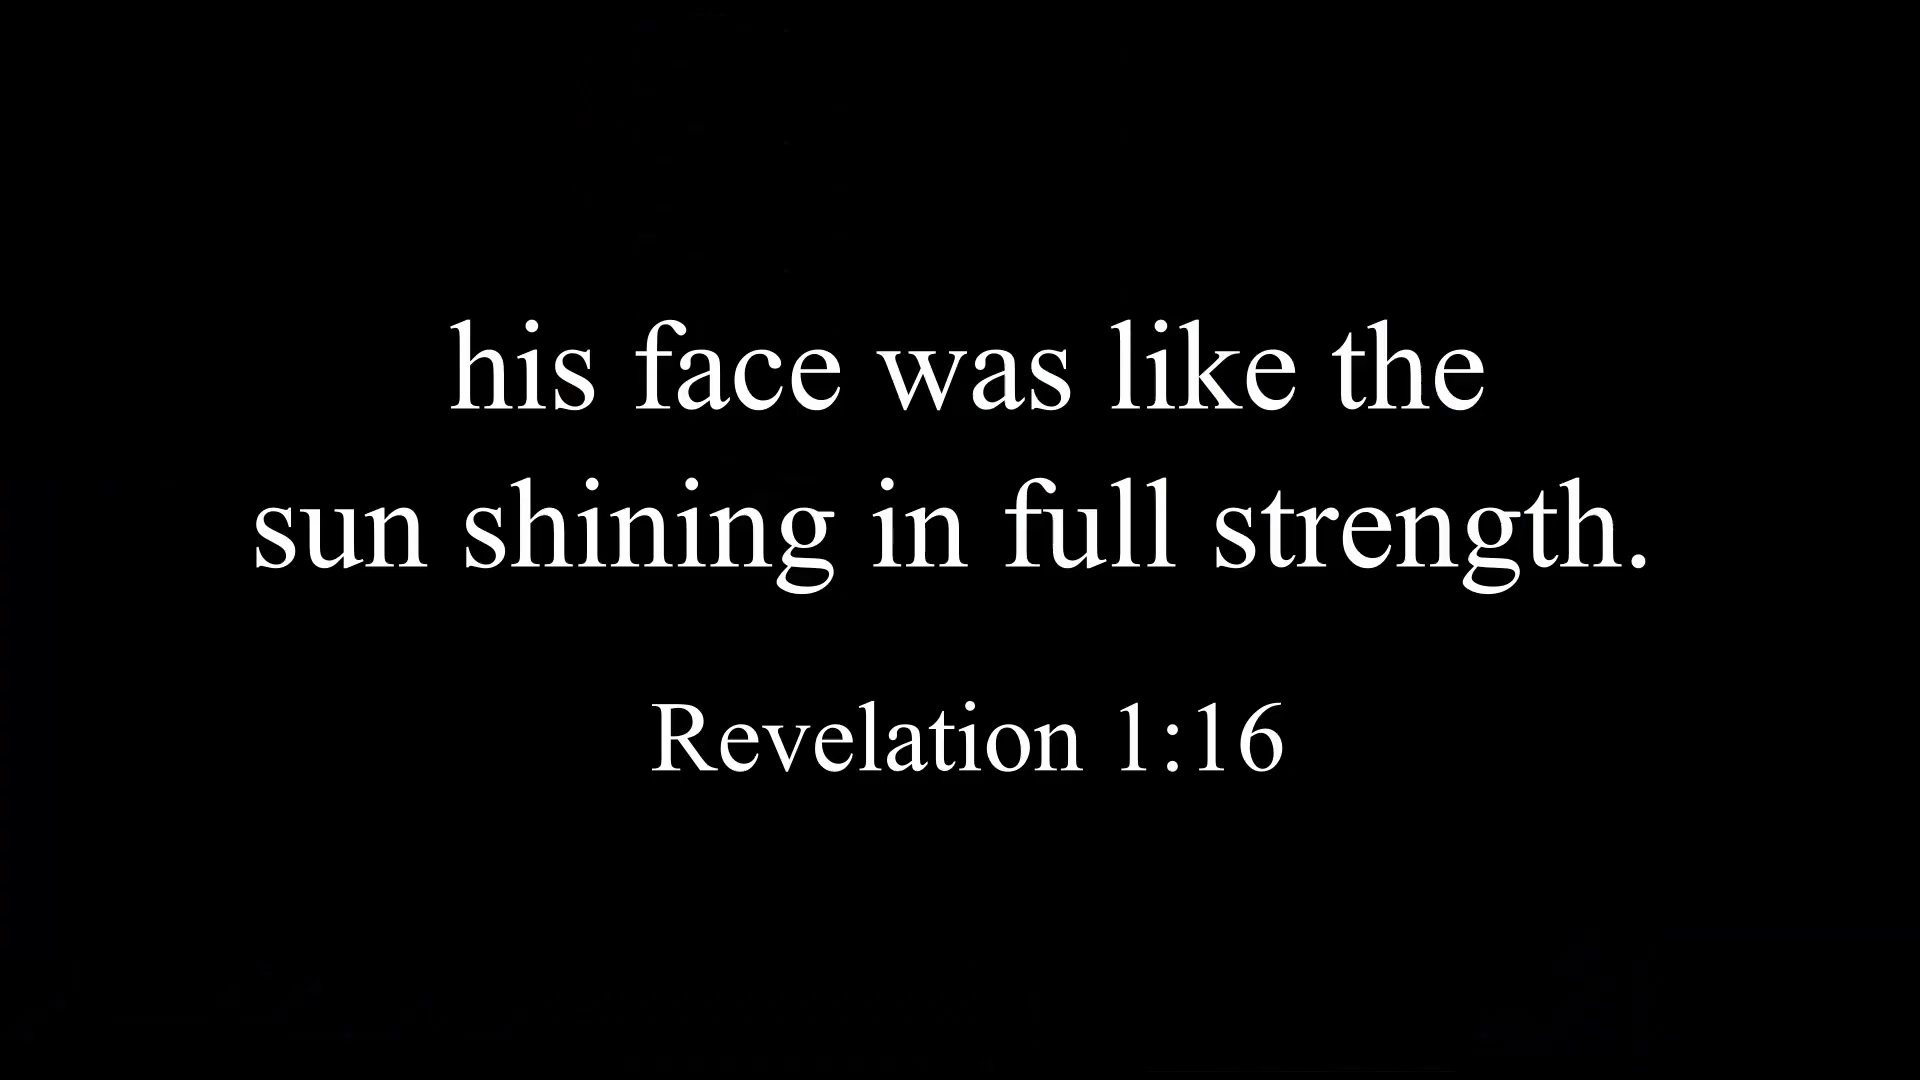 his face was like the
sun shining in full strength.
Revelation 1:16